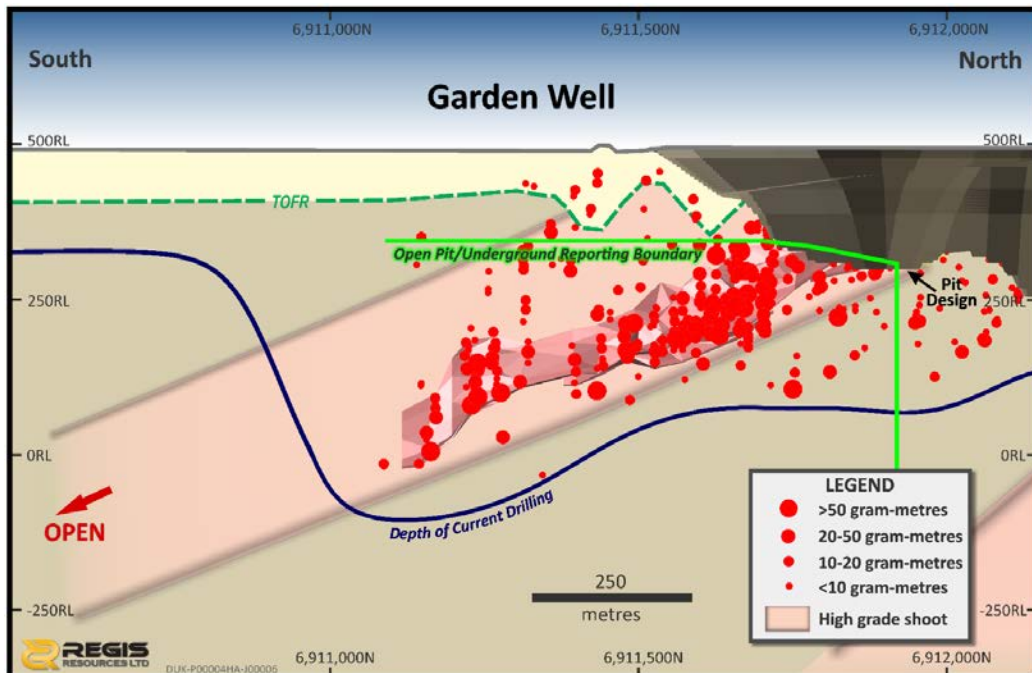 6,911,000N
6,911,500N
6,912,000N
South
North
Garden Well
500RL
500RL
TOFR
Open Pit/Underground Reporting Boundary
Pit
Design
250RL
250RL
0RL
0RL
OPEN
Depth of Current Drilling
LEGEND
>50 gram-metres
20-50 gram-metres
10-20 gram-metres
<10 gram-metres
High grade shoot
250
metres
-250RL
-250RL
REGIS
RESOURCES LTD
DUK-P00004HA-J00006
6,911,000N
6,911,500N
6,912,000N